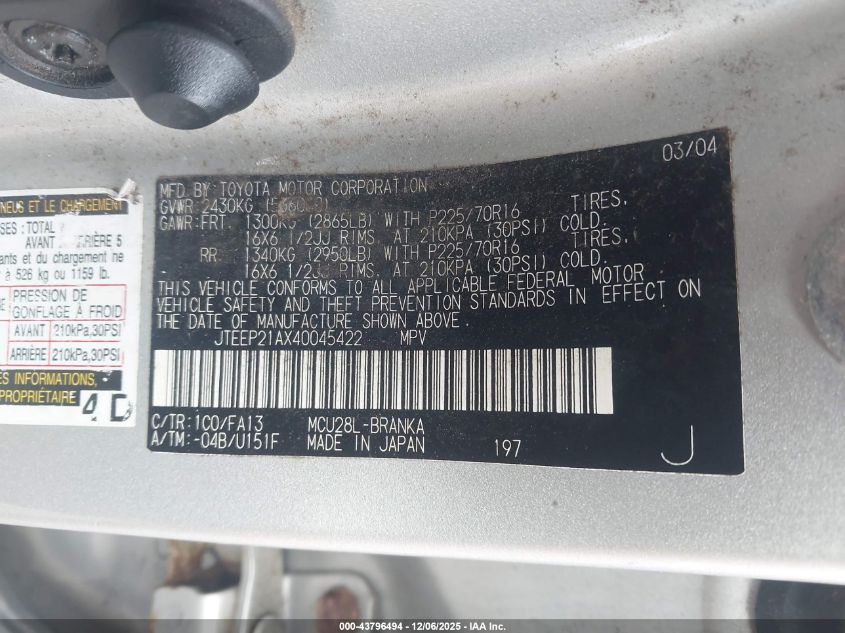 03/04
MFD. BY: TOYOTA MOTOR CORPORATION
GVWR: 2430KG
GAWR:FRT. 1300KG (2865LB) WITH P225/70R16 TIRES,
16X6 1/2JJ RIMS, AT 210KPA (30PSI) COLD.
RR. 1340KG (2950LB) WITH P225/70R16 TIRES,
16X6 1/2JJ RIMS, AT 210KPA (30PSI) COLD.
THIS VEHICLE CONFORMS TO ALL APPLICABLE FEDERAL MOTOR
VEHICLE SAFETY AND THEFT PREVENTION STANDARDS IN EFFECT ON
THE DATE OF MANUFACTURE SHOWN ABOVE.
JTEEP21AX40045422 MPV
C/TR: 1C0/FA13 MCU28L-BRANKA
A/TM: -04B/U151F MADE IN JAPAN 197 J
PNEUS ET LE CHARGEMENT
TOTAL
AVANT 5
et du chargement ne
à 526 kg ou 1159 lb.
PRESSION DE
GONFLAGE À FROID
AVANT 210kPa,30PSI
ARRIÈRE 210kPa,30PSI
INFORMATIONS,
PROPRIÉTAIRE
4 D
000-43796494 - 12/06/2025 - IAA Inc.